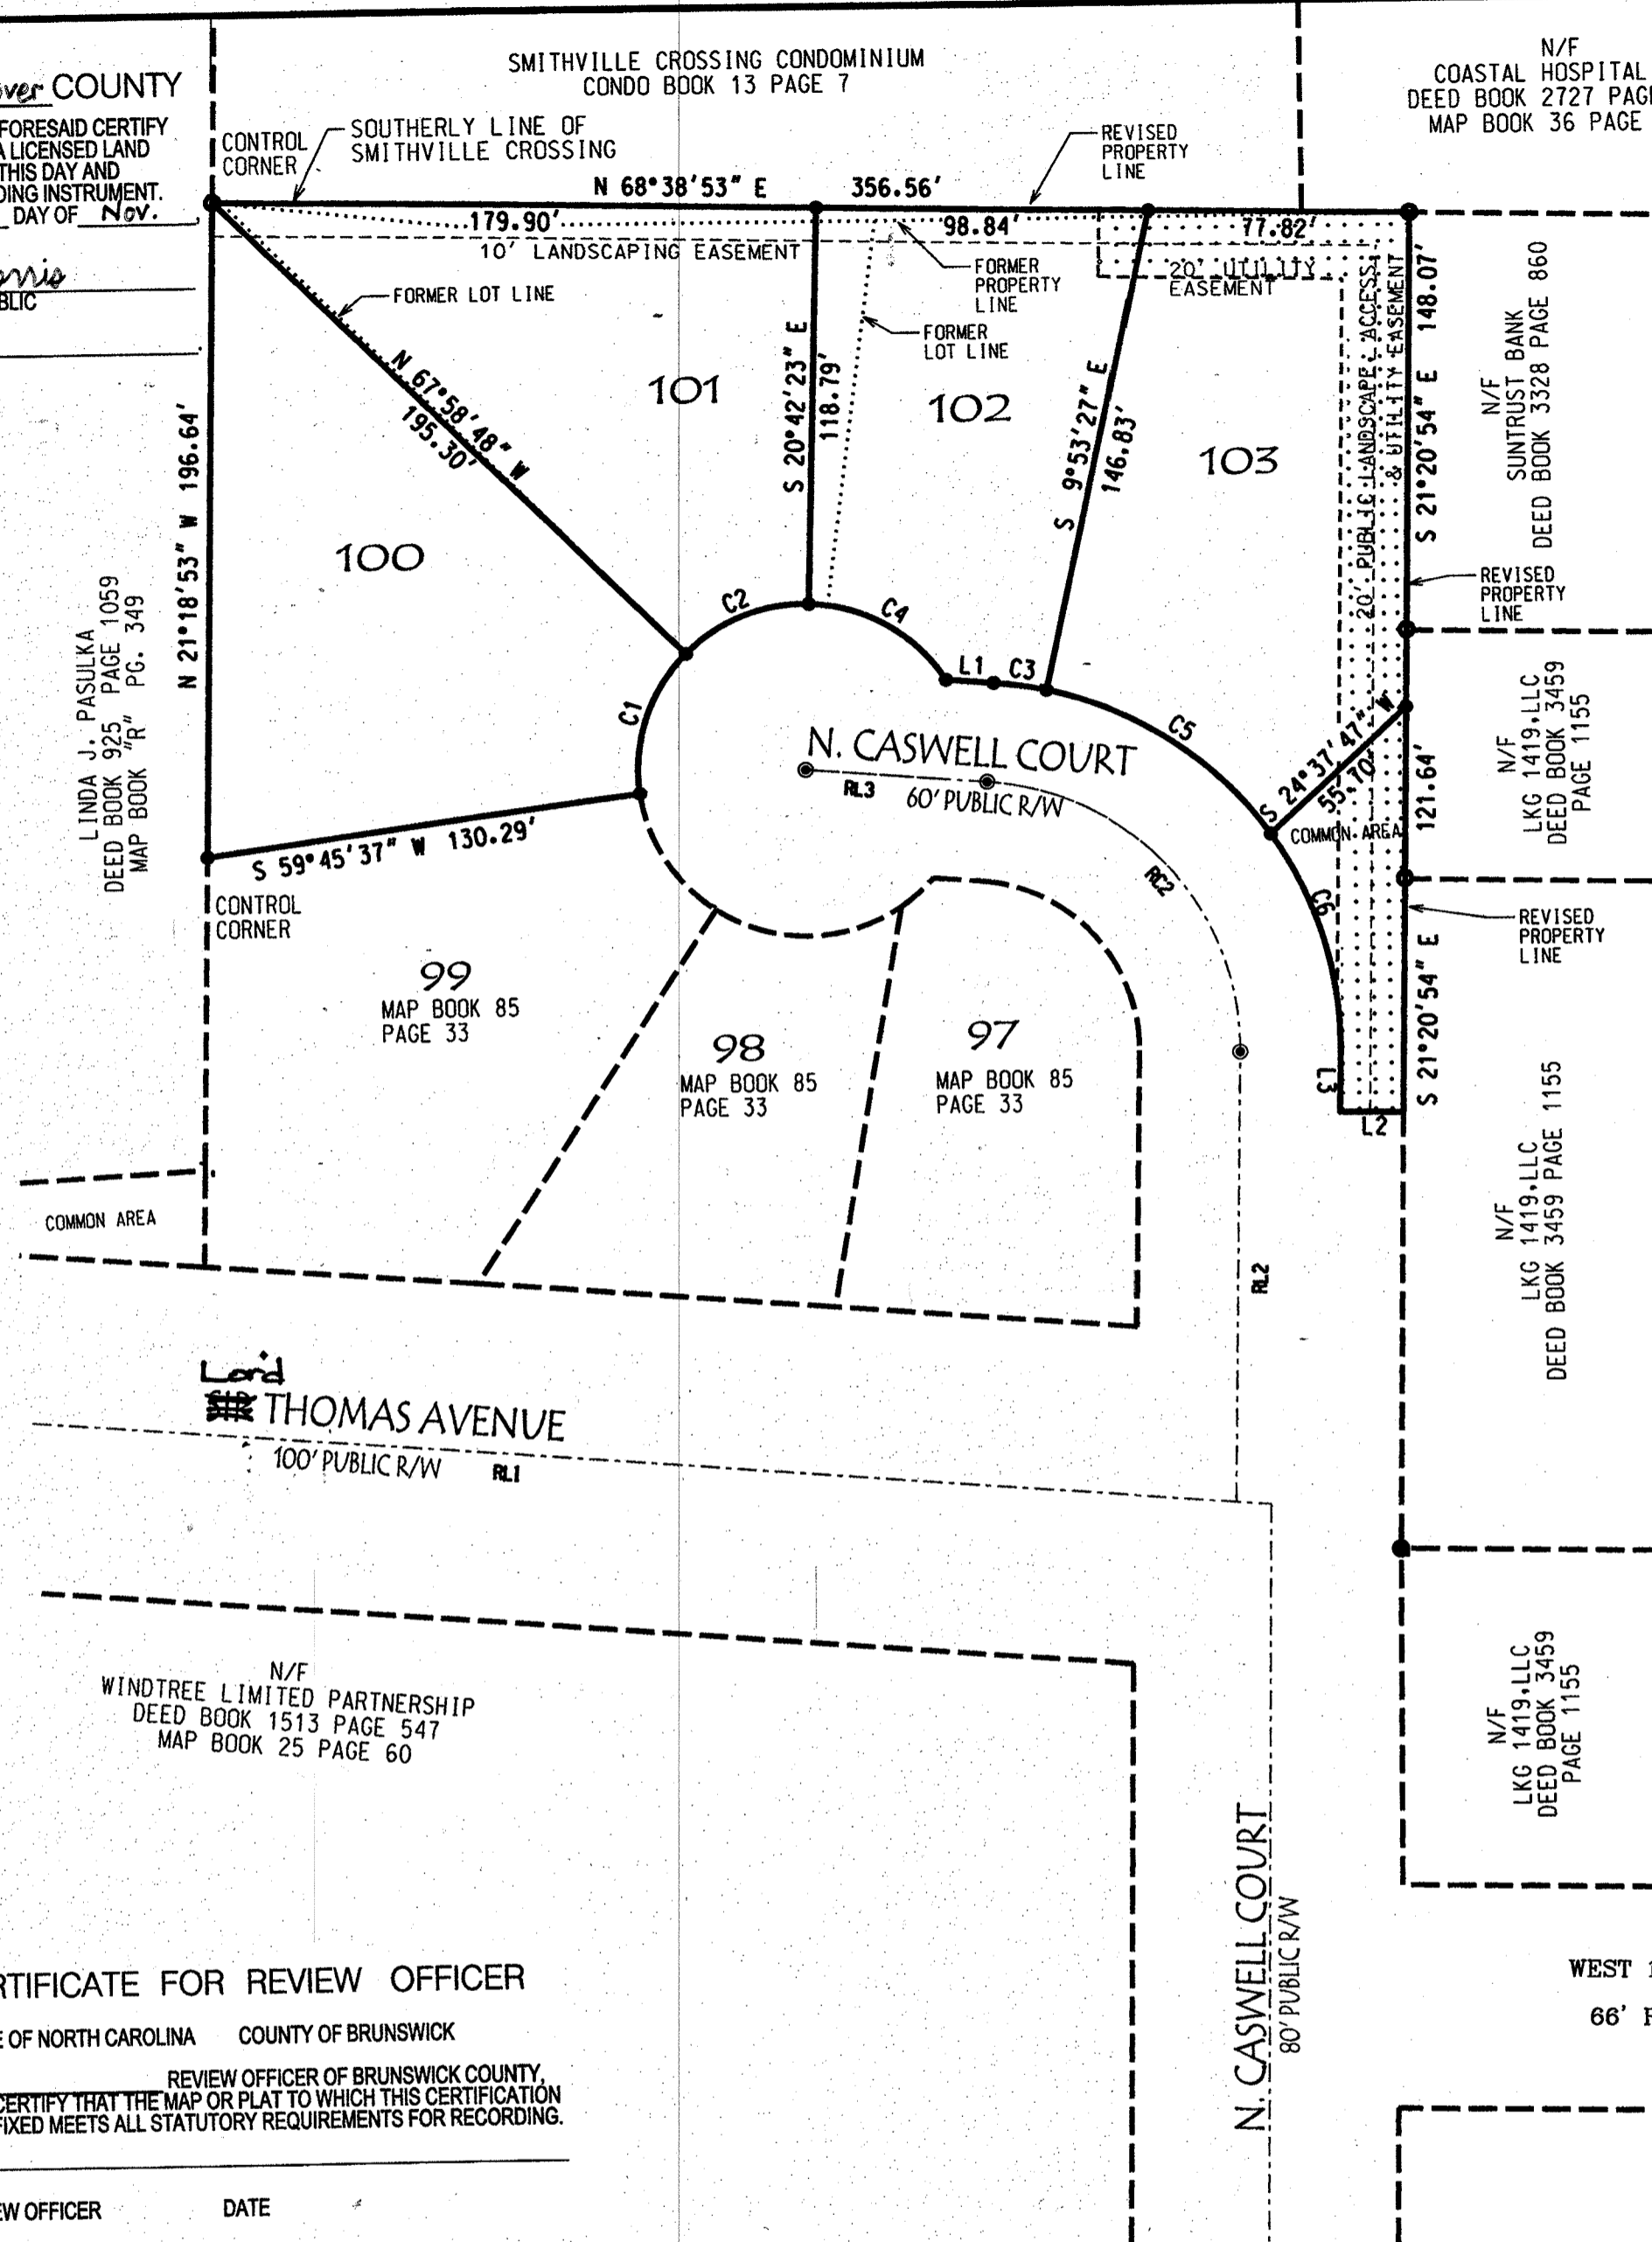 SMITHVILLE CROSSING CONDOMINIUM
CONDO BOOK 13 PAGE 7
N/F
COASTAL HOSPITAL
DEED BOOK 2727 PAGE
MAP BOOK 36 PAGE
COUNTY
FORESAID CERTIFY
A LICENSED LAND
THIS DAY AND
DING INSTRUMENT.
DAY OF Nov.
BLIC
CONTROL
CORNER
SOUTHERLY LINE OF
SMITHVILLE CROSSING
REVISED
PROPERTY
LINE
N 68°38'53" E 356.56'
179.90'
98.84'
77.82'
10' LANDSCAPING EASEMENT
20' UTILITY
EASEMENT
FORMER LOT LINE
FORMER
PROPERTY
LINE
FORMER
LOT LINE
N 67°58'48" W
195.30'
101
S 20°42'23" E
118.79'
102
S 9°53'27" E
146.83'
103
20' PUBLIC LANDSCAPE, ACCESS,
& UTILITY EASEMENT
S 21°20'54" E 148.07'
N/F
SUNTRUST BANK
DEED BOOK 3328 PAGE 860
REVISED
PROPERTY
LINE
N 21°18'53" W 196.64'
100
LINDA J. PASULKA
DEED BOOK 925 PAGE 1059
MAP BOOK "R" PG. 349
C2
C4
L1
C3
C1
C5
N. CASWELL COURT
RL3
60' PUBLIC R/W
S 24°37'47" W
55.70'
COMMON AREA
121.64'
N/F
LKG 1419,LLC
DEED BOOK 3459
PAGE 1155
S 59°45'37" W 130.29'
RC2
C6
CONTROL
CORNER
REVISED
PROPERTY
LINE
99
MAP BOOK 85
PAGE 33
98
MAP BOOK 85
PAGE 33
97
MAP BOOK 85
PAGE 33
S 21°20'54" E
L3
L2
N/F
LKG 1419,LLC
DEED BOOK 3459 PAGE 1155
COMMON AREA
RL2
Lord
SIR THOMAS AVENUE
100' PUBLIC R/W RL1
N/F
WINDTREE LIMITED PARTNERSHIP
DEED BOOK 1513 PAGE 547
MAP BOOK 25 PAGE 60
N/F
LKG 1419,LLC
DEED BOOK 3459
PAGE 1155
N. CASWELL COURT
80' PUBLIC R/W
WEST
66'
RTIFICATE FOR REVIEW OFFICER
E OF NORTH CAROLINA COUNTY OF BRUNSWICK
REVIEW OFFICER OF BRUNSWICK COUNTY,
CERTIFY THAT THE MAP OR PLAT TO WHICH THIS CERTIFICATION
FIXED MEETS ALL STATUTORY REQUIREMENTS FOR RECORDING.
EW OFFICER DATE